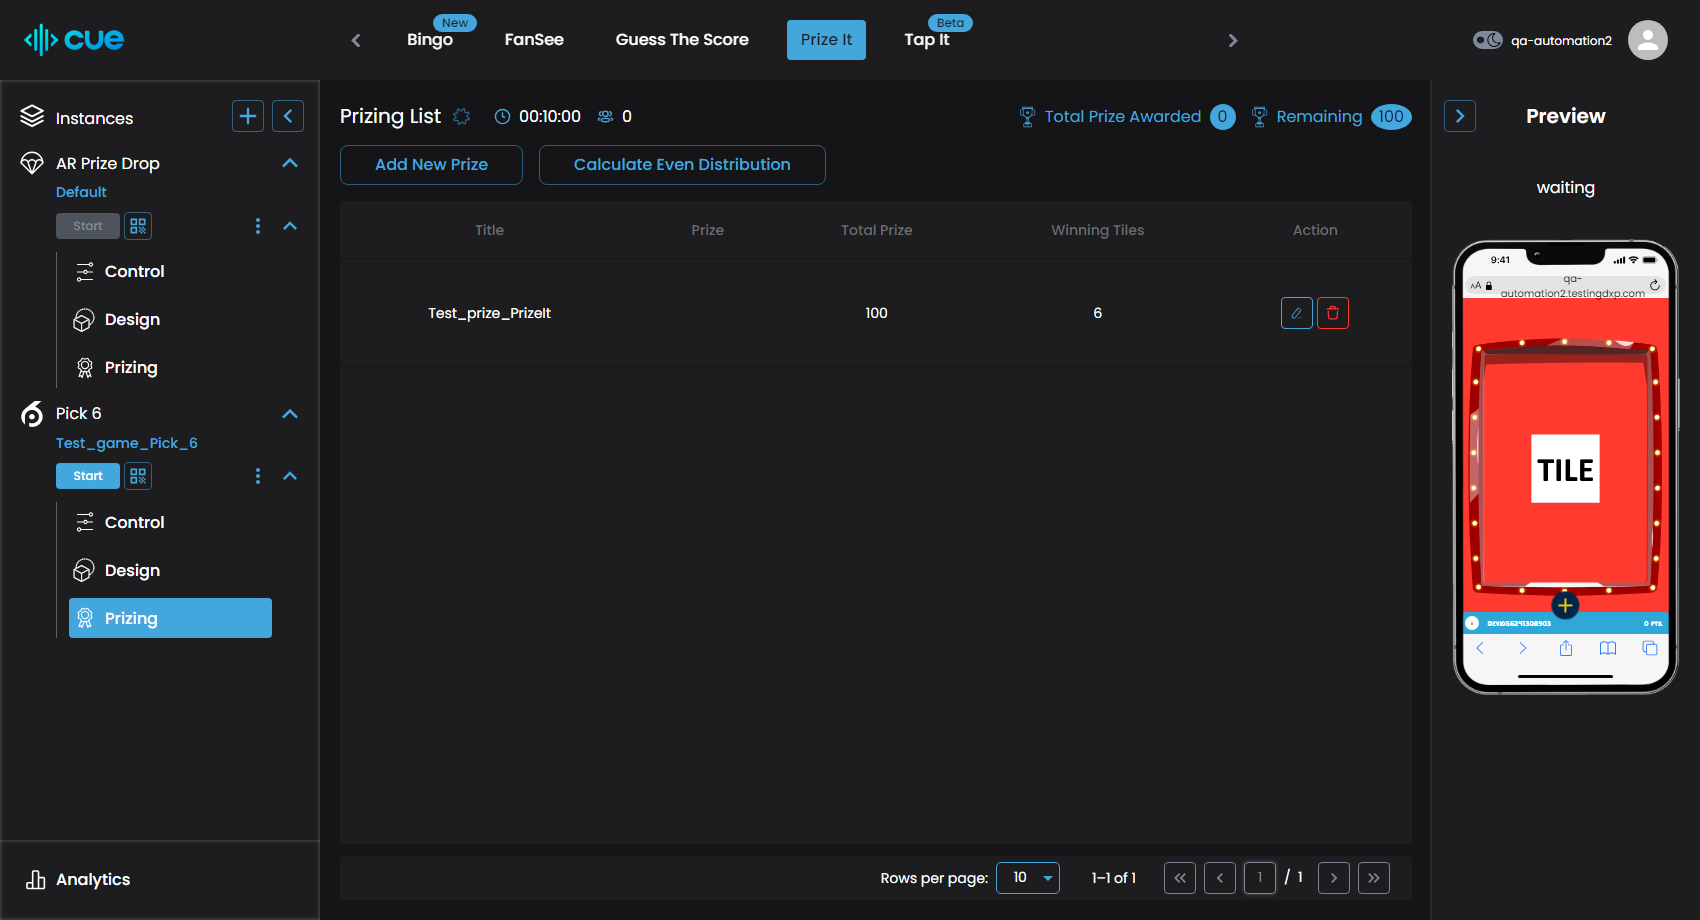 cue
Bingo
New
FanSee
Guess The Score
Prize It
Tap It
Beta
qa-automation2
Instances
AR Prize Drop
Default
Start
Control
Design
Prizing
Pick 6
Test_game_Pick_6
Start
Control
Design
Prizing
Analytics
Prizing List
00:10:00
0
Total Prize Awarded 0
Remaining 100
Add New Prize
Calculate Even Distribution
Title Prize Total Prize Winning Tiles Action
Test_prize_PrizeIt 100 6
Rows per page: 10 1–1 of 1 1 / 1
Preview
waiting
9:41
AA
qa-
automation2.testingdxp.com
TILE
0 PTS.